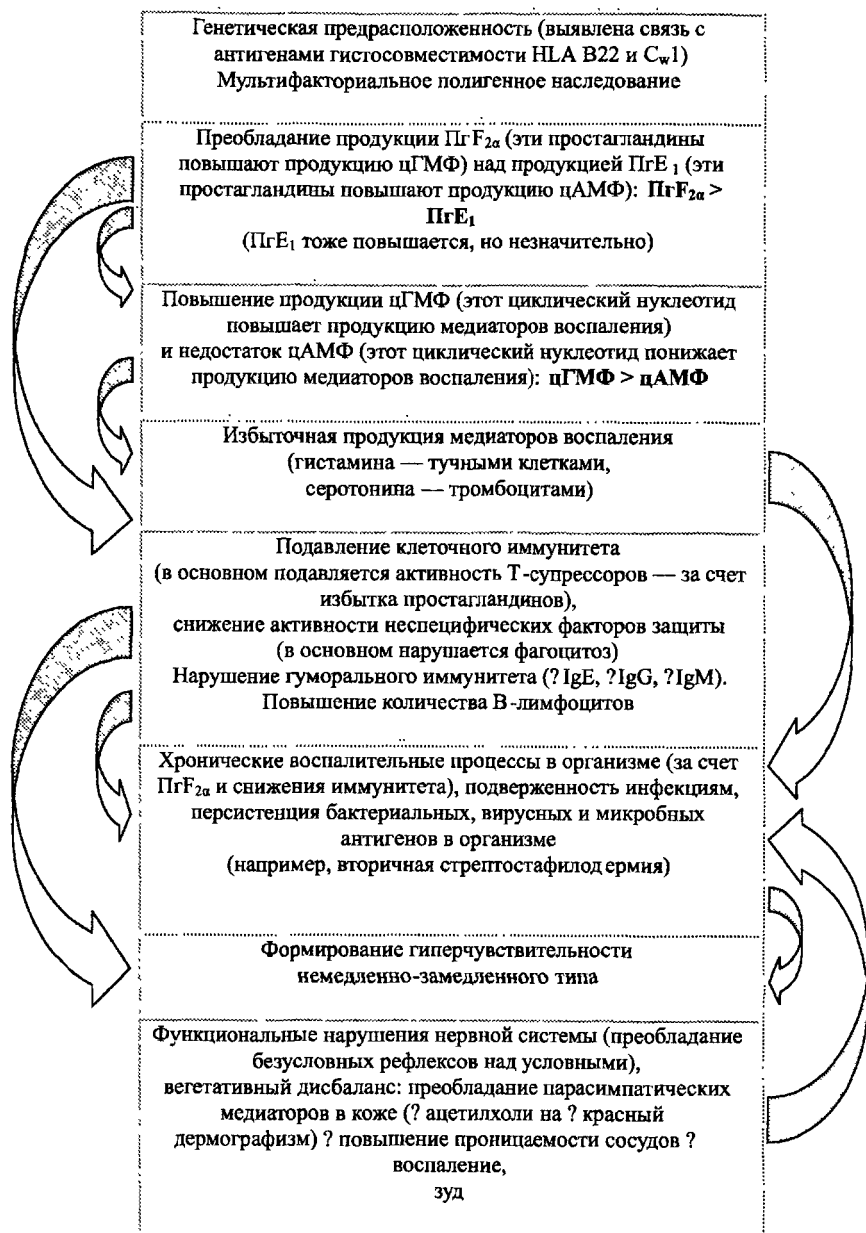 Генетическая предрасположенность (выявлена связь с
антигенами гистосовместимости HLA B22 и Cw1)
Мультифакториальное полигенное наследование
Преобладание продукции ПгF2α (эти простагландины
повышают продукцию цГМФ) над продукцией ПгЕ 1 (эти
простагландины повышают продукцию цАМФ): ПгF2α >
ПгЕ1
(ПгЕ1 тоже повышается, но незначительно)
Повышение продукции цГМФ (этот циклический нуклеотид
повышает продукцию медиаторов воспаления)
и недостаток цАМФ (этот циклический нуклеотид понижает
продукцию медиаторов воспаления): цГМФ > цАМФ
Избыточная продукция медиаторов воспаления
(гистамина — тучными клетками,
серотонина — тромбоцитами)
Подавление клеточного иммунитета
(в основном подавляется активность Т-супрессоров — за счет
избытка простагландинов),
снижение активности неспецифических факторов защиты
(в основном нарушается фагоцитоз)
Нарушение гуморального иммунитета (? IgE, ?IgG, ?IgM).
Повышение количества В-лимфоцитов
Хронические воспалительные процессы в организме (за счет
ПгF2α и снижения иммунитета), подверженность инфекциям,
персистенция бактериальных, вирусных и микробных
антигенов в организме
(например, вторичная стрептостафилод ермия)
Формирование гиперчувствительности
немедленно-замедленного типа
Функциональные нарушения нервной системы (преобладание
безусловных рефлексов над условными),
вегетативный дисбаланс: преобладание парасимпатических
медиаторов в коже (? ацетилхоли на ? красный
дермографизм) ? повышение проницаемости сосудов ?
воспаление,
зуд